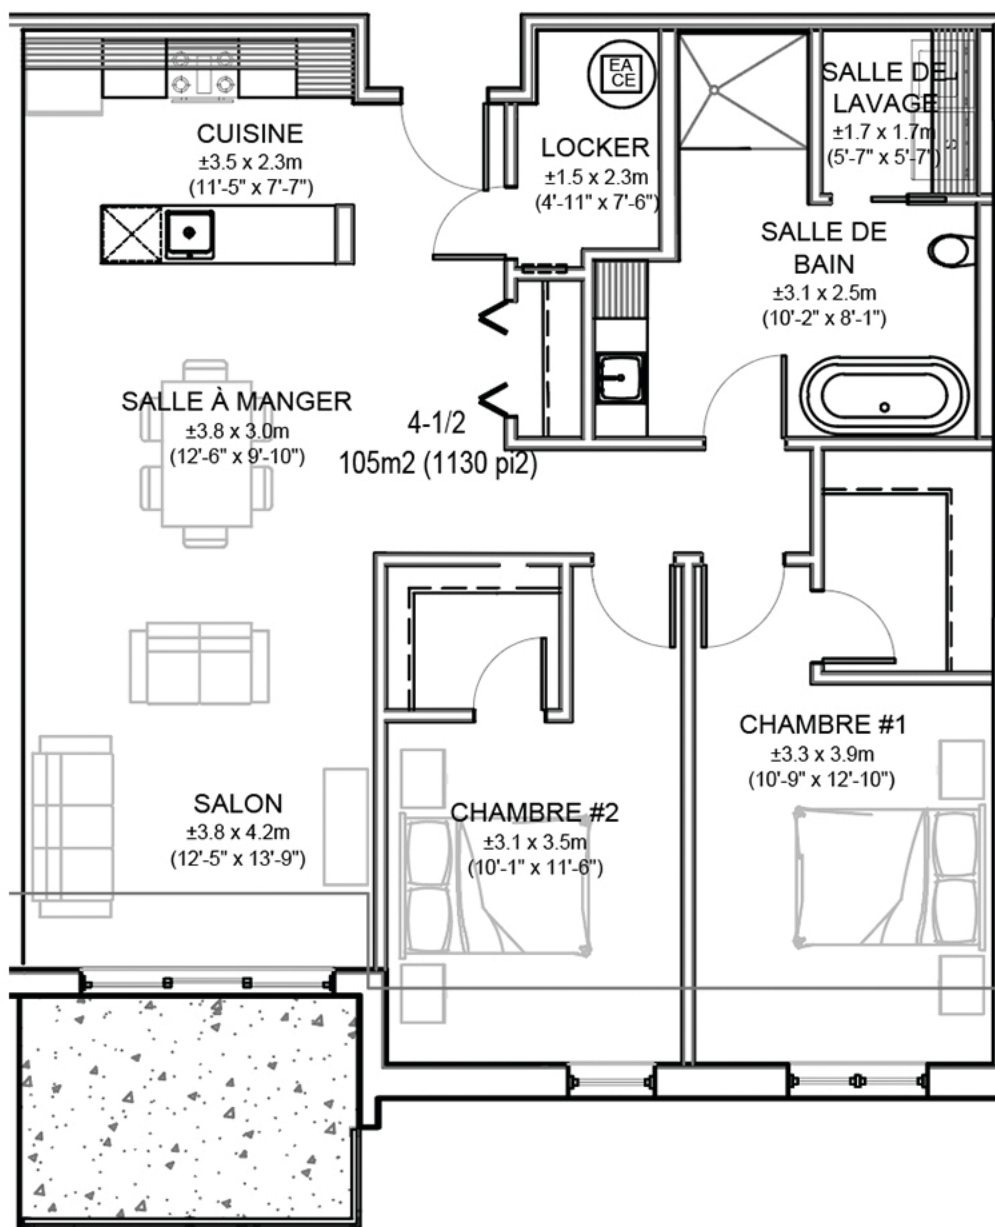 CUISINE
±3.5 x 2.3m
(11'-5" x 7'-7")
EA
CE
LOCKER
±1.5 x 2.3m
(4'-11" x 7'-6")
SALLE DE
LAVAGE
±1.7 x 1.7m
(5'-7" x 5'-7")
SALLE DE
BAIN
±3.1 x 2.5m
(10'-2" x 8'-1")
SALLE À MANGER
±3.8 x 3.0m
(12'-6" x 9'-10")
4-1/2
105m2 (1130 pi2)
CHAMBRE #1
±3.3 x 3.9m
(10'-9" x 12'-10")
SALON
±3.8 x 4.2m
(12'-5" x 13'-9")
CHAMBRE #2
±3.1 x 3.5m
(10'-1" x 11'-6")